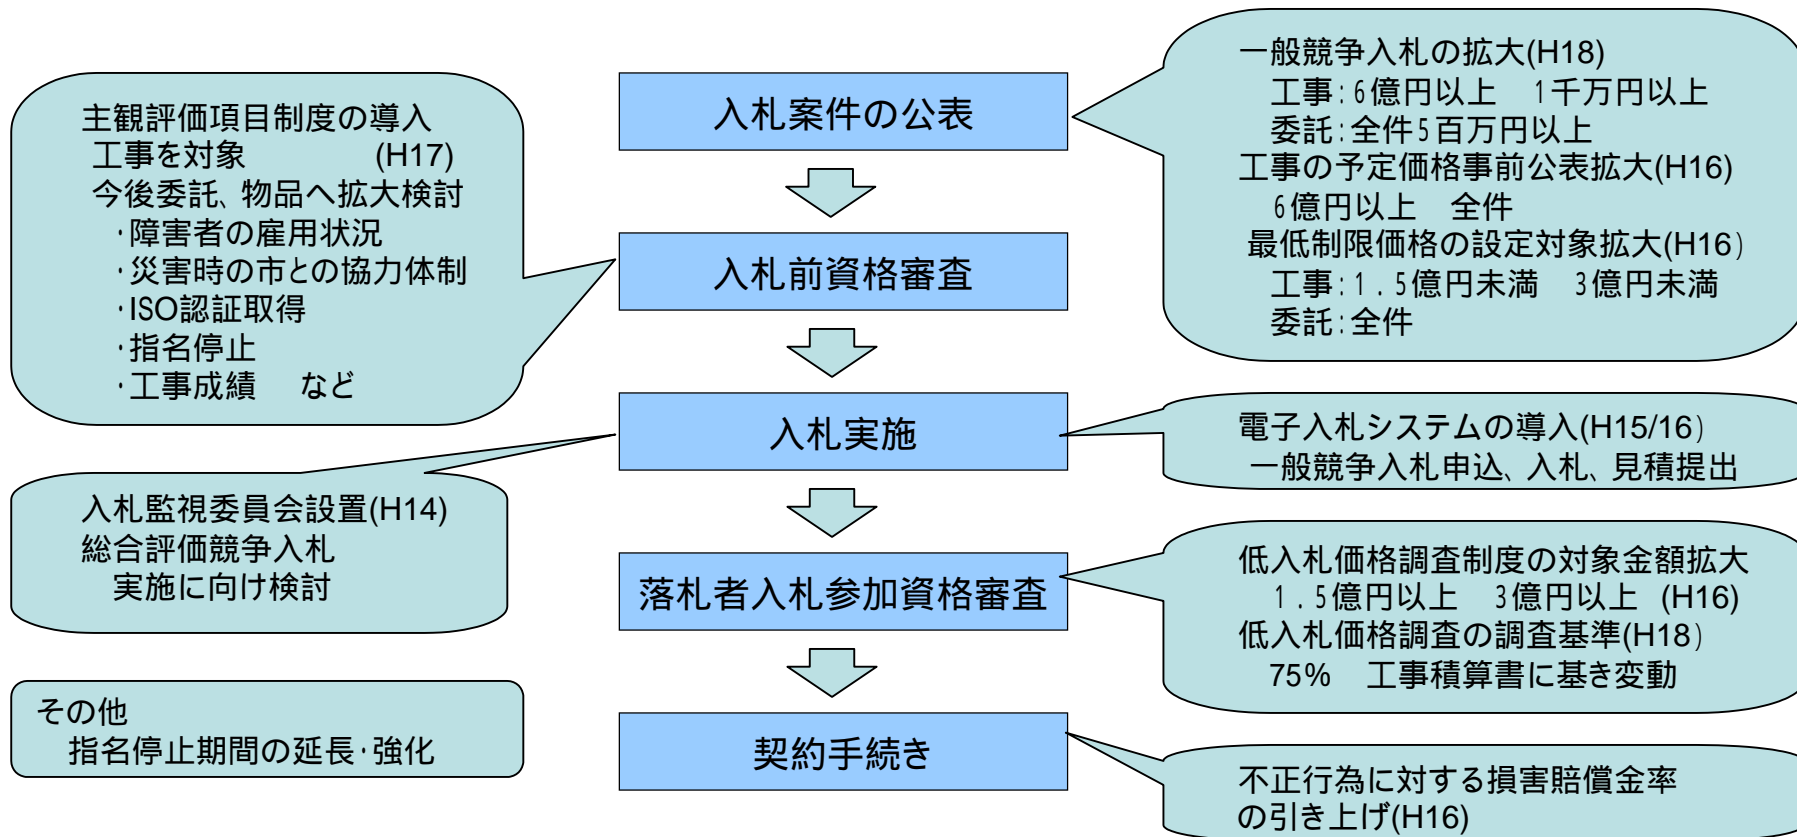 入札案件の公表
入札前資格審査
入札実施
落札者入札参加資格審査
契約手続き
主観評価項目制度の導入
工事を対象 (H17)
今後委託、物品へ拡大検討
・障害者の雇用状況
・災害時の市との協力体制
・ISO認証取得
・指名停止
・工事成績 など
入札監視委員会設置(H14)
総合評価競争入札
実施に向け検討
その他
指名停止期間の延長・強化
一般競争入札の拡大(H18)
工事:6億円以上 1千万円以上
委託:全件5百万円以上
工事の予定価格事前公表拡大(H16)
6億円以上 全件
最低制限価格の設定対象拡大(H16)
工事:1.5億円未満 3億円未満
委託:全件
電子入札システムの導入(H15/16)
一般競争入札申込、入札、見積提出
低入札価格調査制度の対象金額拡大
1.5億円以上 3億円以上 (H16)
低入札価格調査の調査基準(H18)
75% 工事積算書に基き変動
不正行為に対する損害賠償金率
の引き上げ(H16)